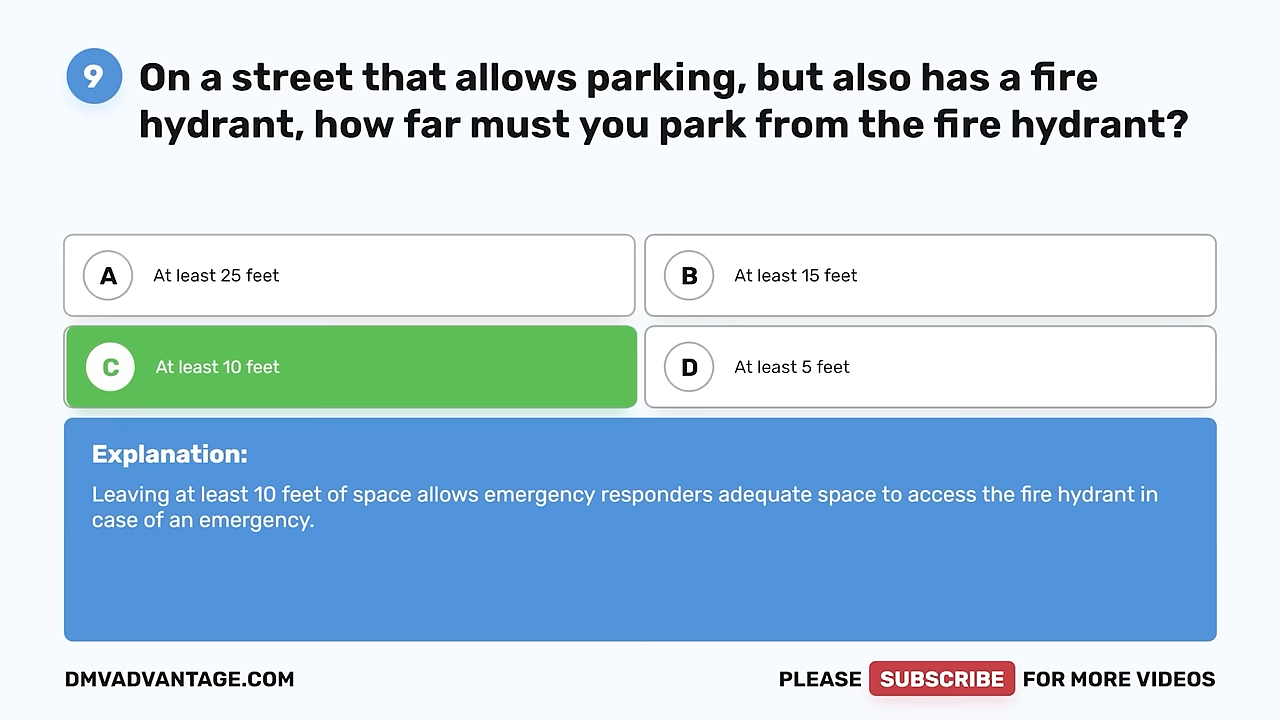 9 On a street that allows parking, but also has a fire
hydrant, how far must you park from the fire hydrant?
A At least 25 feet
B At least 15 feet
C At least 10 feet
D At least 5 feet
Explanation:
Leaving at least 10 feet of space allows emergency responders adequate space to access the fire hydrant in
case of an emergency.
DMVADVANTAGE.COM
PLEASE SUBSCRIBE FOR MORE VIDEOS